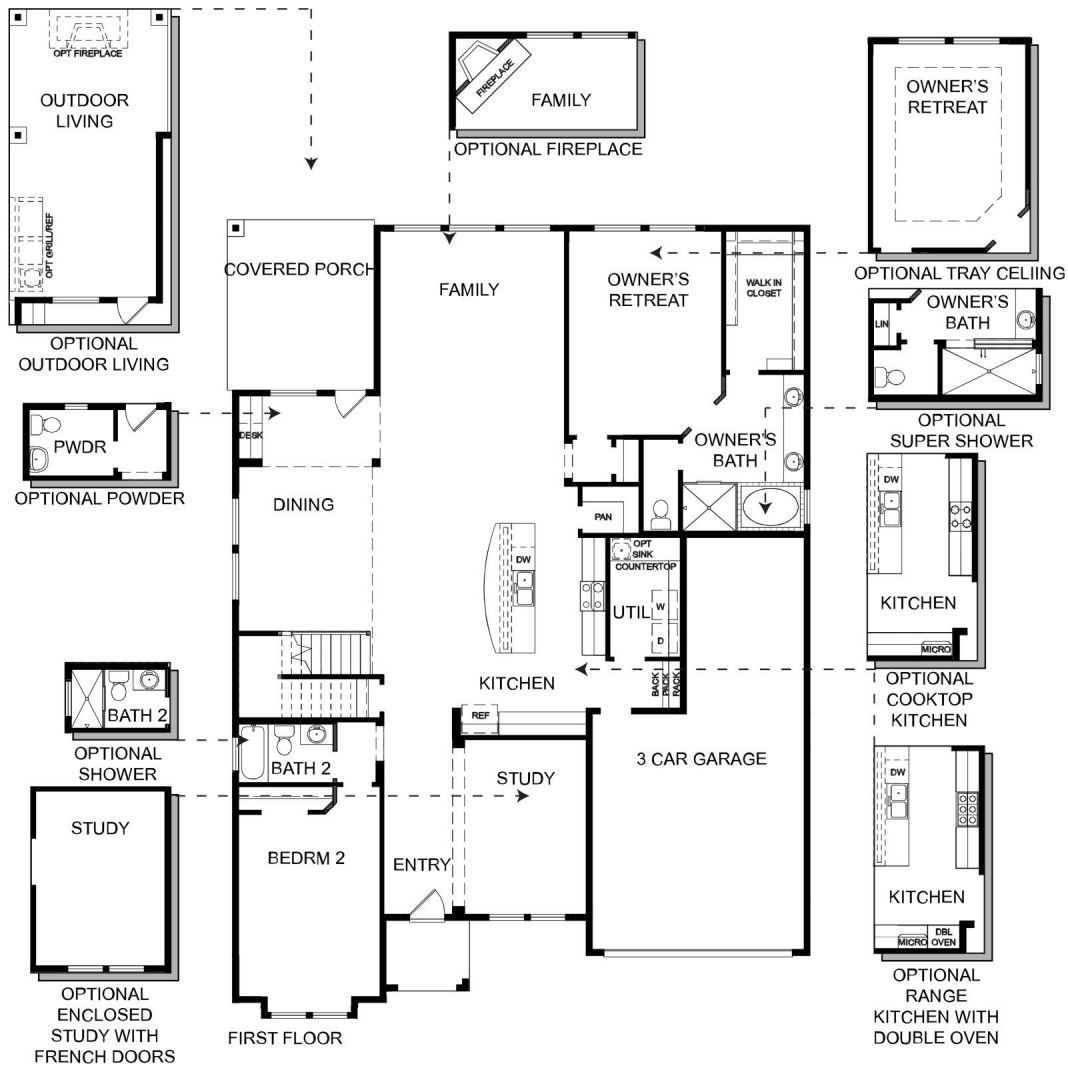 OPT FIREPLACE
OUTDOOR
LIVING
OPT GRILL/REF
OPTIONAL
OUTDOOR LIVING
FIREPLACE
FAMILY
OPTIONAL FIREPLACE
OWNER'S
RETREAT
OPTIONAL TRAY CELIING
COVERED PORCH
FAMILY
OWNER'S
RETREAT
WALK IN
CLOSET
LIN
OWNER'S
BATH
OPTIONAL
SUPER SHOWER
PWDR
OPTIONAL POWDER
DESK
DINING
OWNER'S
BATH
PAN
OPT
SINK
COUNTERTOP
DW
UTIL
W
D
DW
KITCHEN
MICRO
OPTIONAL
COOKTOP
KITCHEN
KITCHEN
BACK
PACK
RACK
REF
BATH 2
OPTIONAL
SHOWER
BATH 2
STUDY
3 CAR GARAGE
DW
KITCHEN
MICRO
DBL
OVEN
OPTIONAL
RANGE
KITCHEN WITH
DOUBLE OVEN
STUDY
OPTIONAL
ENCLOSED
STUDY WITH
FRENCH DOORS
BEDRM 2
ENTRY
FIRST FLOOR